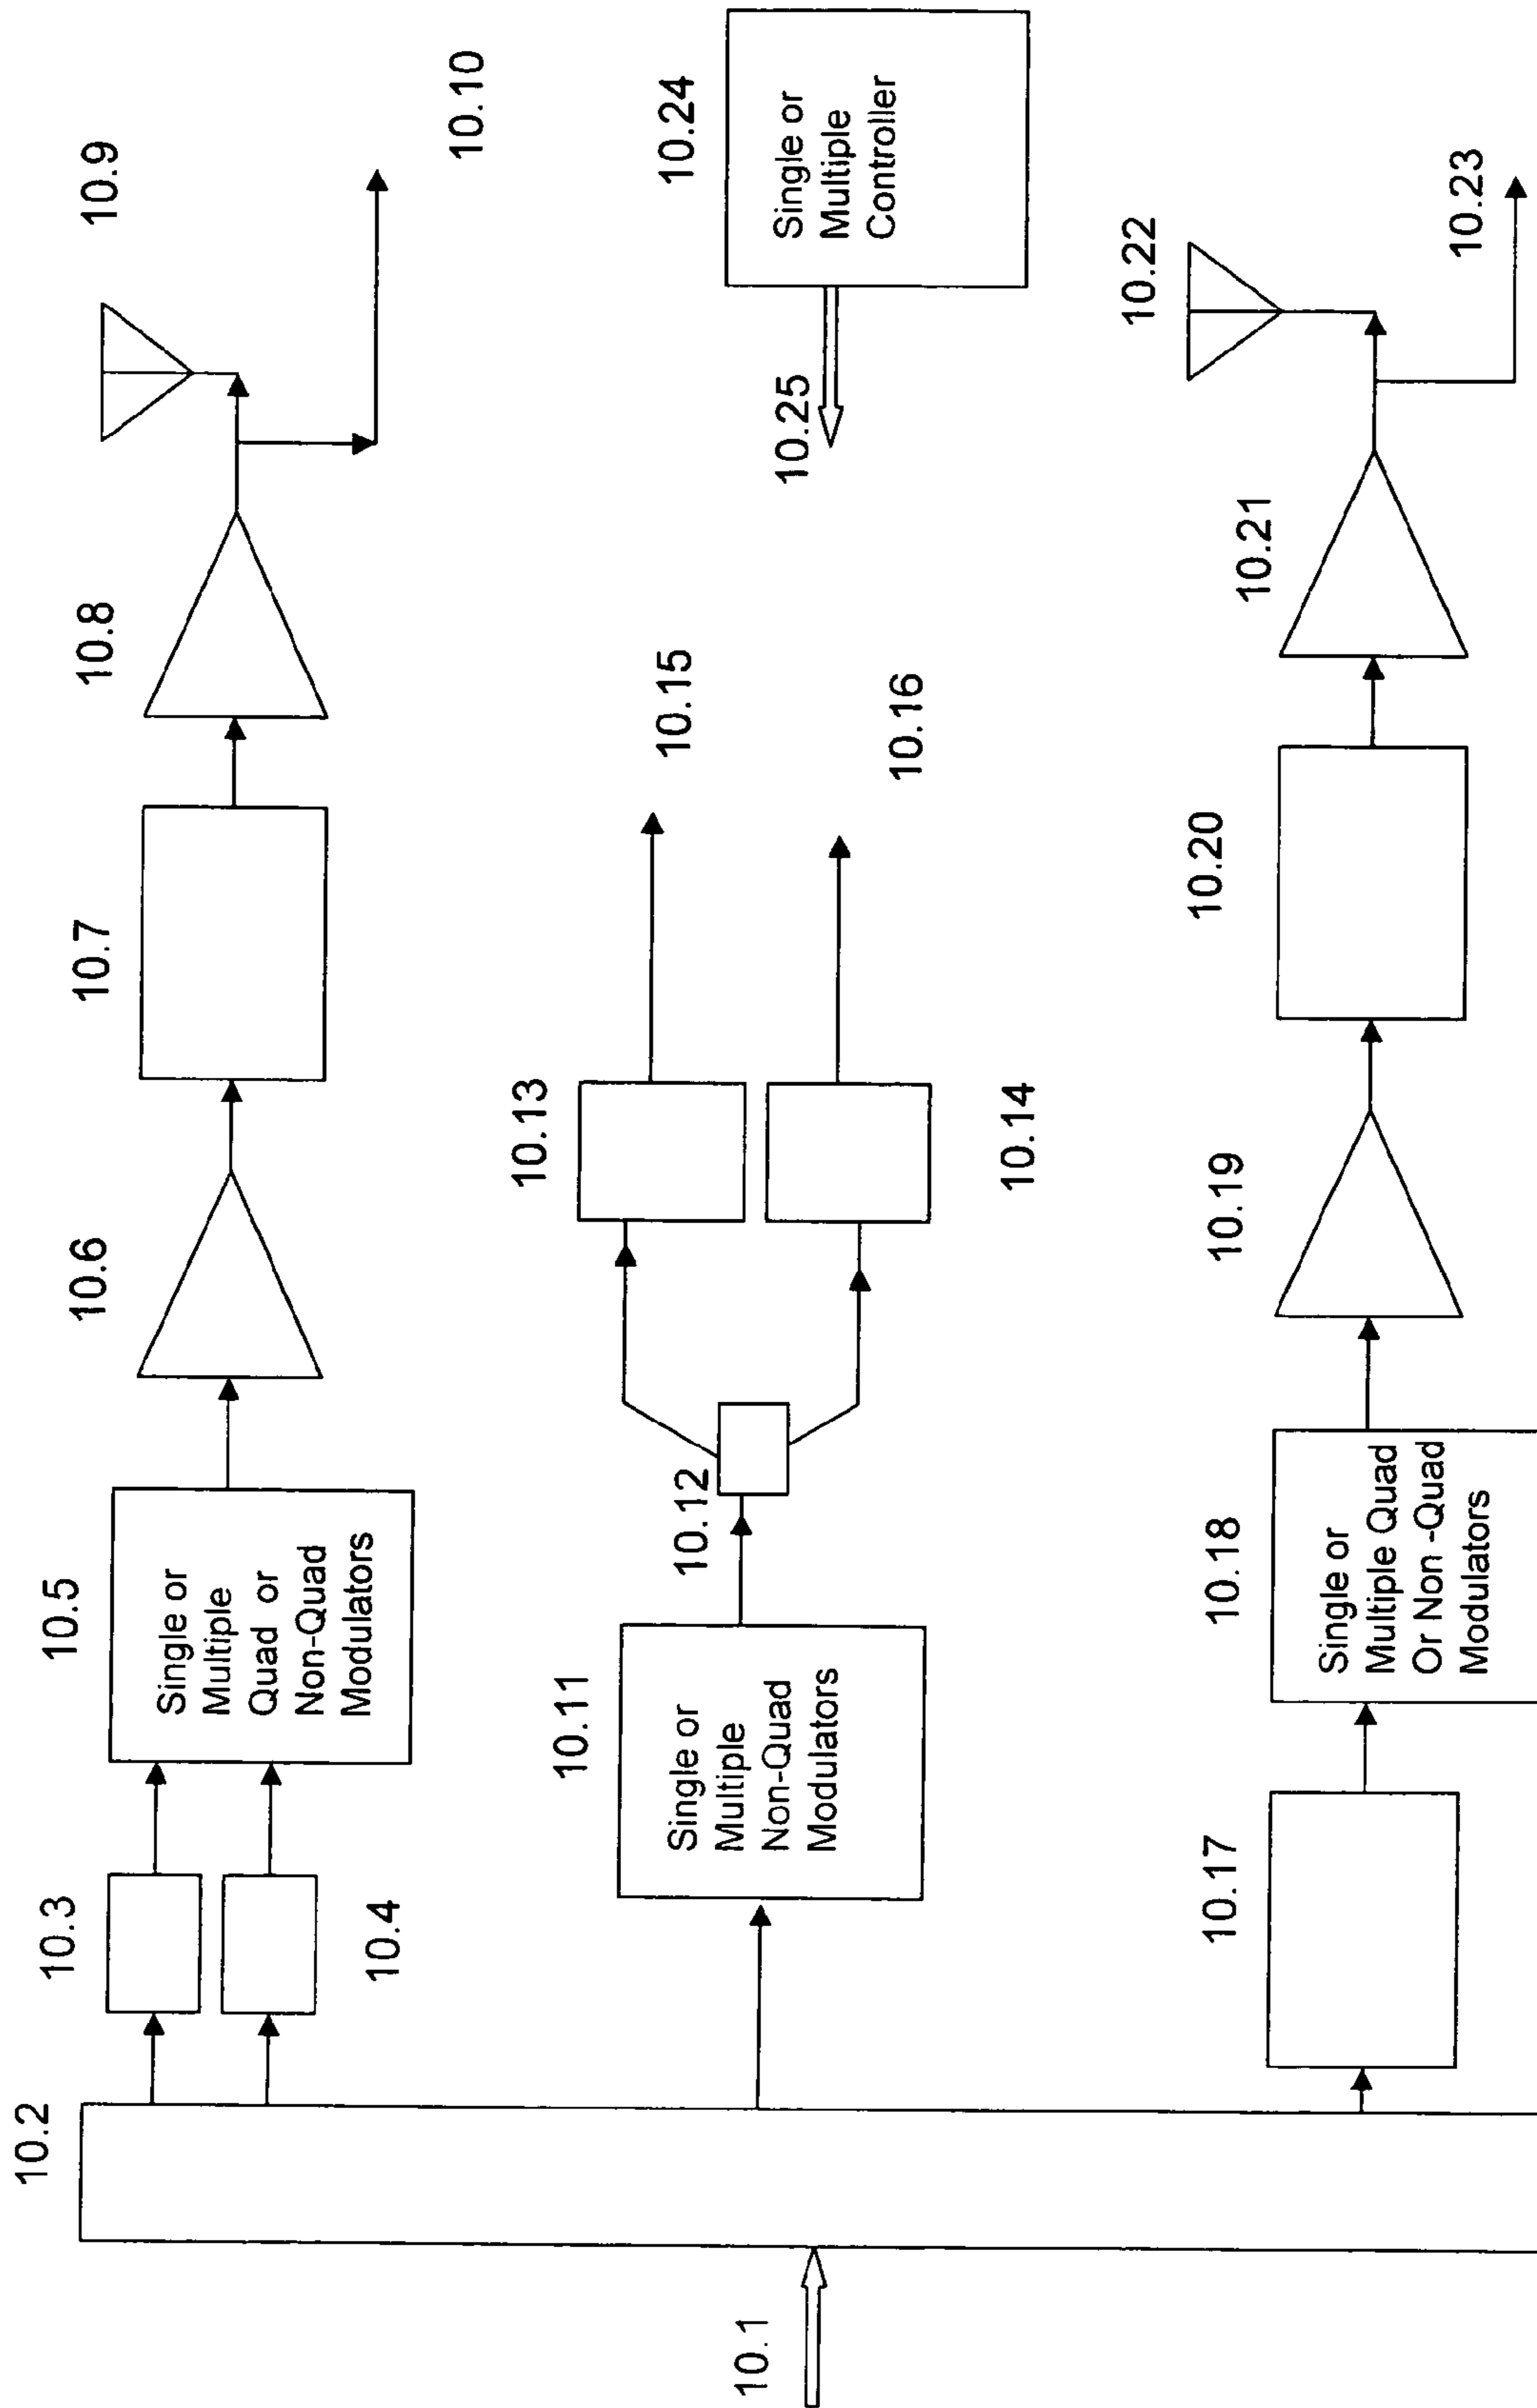 10.1
10.2
10.3
10.4
10.5
Single or
Multiple
Quad or
Non-Quad
Modulators
10.6
10.7
10.8
10.9
10.10
10.11
Single or
Multiple
Non-Quad
Modulators
10.12
10.13
10.14
10.15
10.16
10.24
Single or
Multiple
Controller
10.25
10.17
10.18
Single or
Multiple Quad
Or Non -Quad
Modulators
10.19
10.20
10.21
10.22
10.23